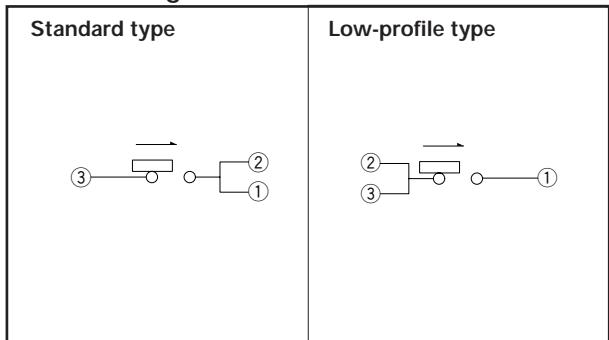 Standard type
Low-profile type
③ ② ①
② ③ ①